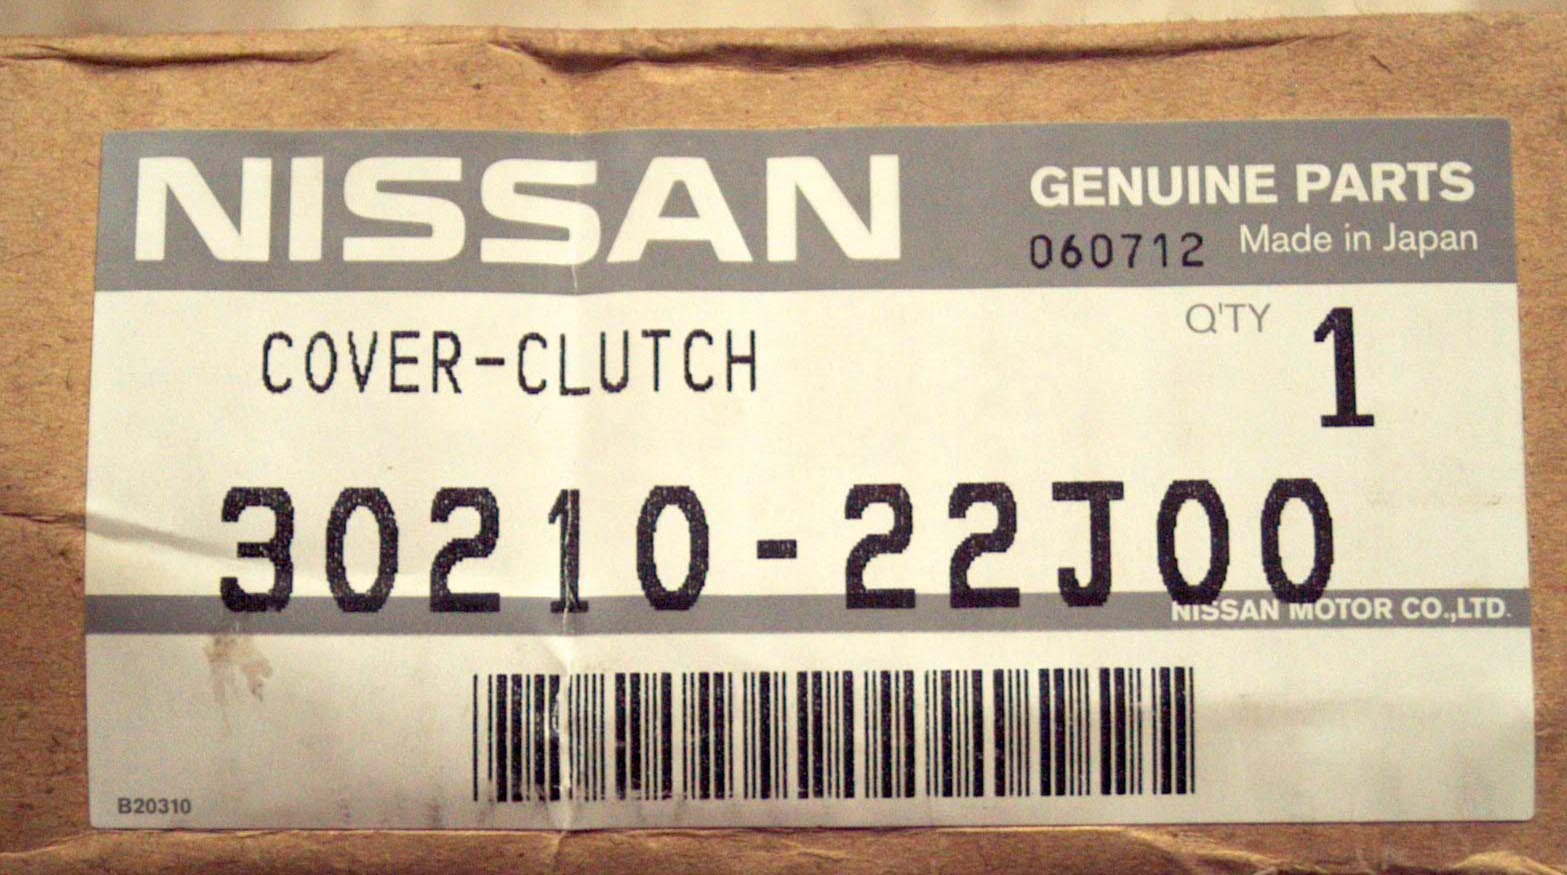 NISSAN
GENUINE PARTS
060712 Made in Japan
COVER-CLUTCH
Q'TY 1
30210-22J00
NISSAN MOTOR CO.,LTD.
B20310